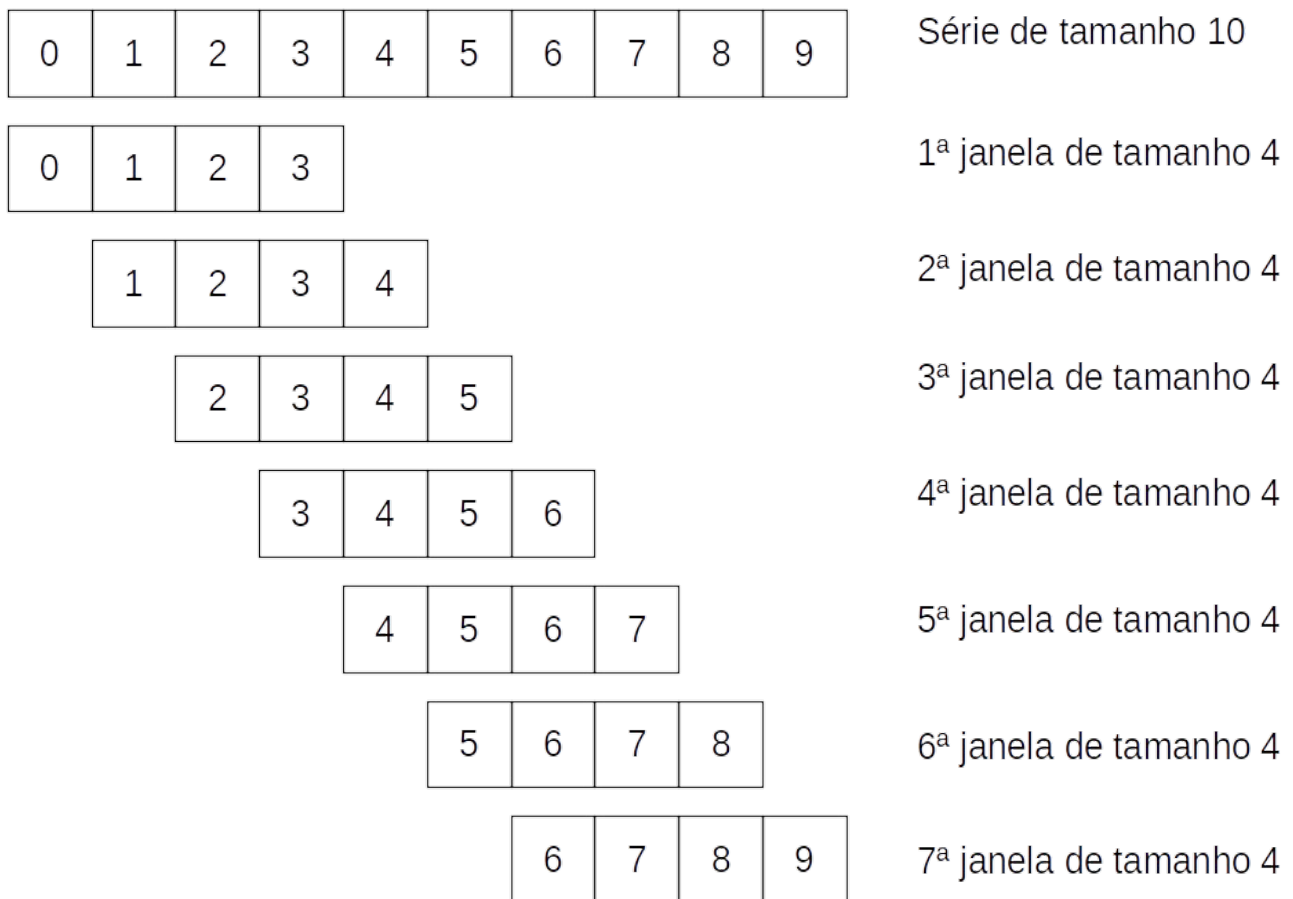 0 1 2 3 4 5 6 7 8 9 Série de tamanho 10
0 1 2 3 1ª janela de tamanho 4
1 2 3 4 2ª janela de tamanho 4
2 3 4 5 3ª janela de tamanho 4
3 4 5 6 4ª janela de tamanho 4
4 5 6 7 5ª janela de tamanho 4
5 6 7 8 6ª janela de tamanho 4
6 7 8 9 7ª janela de tamanho 4